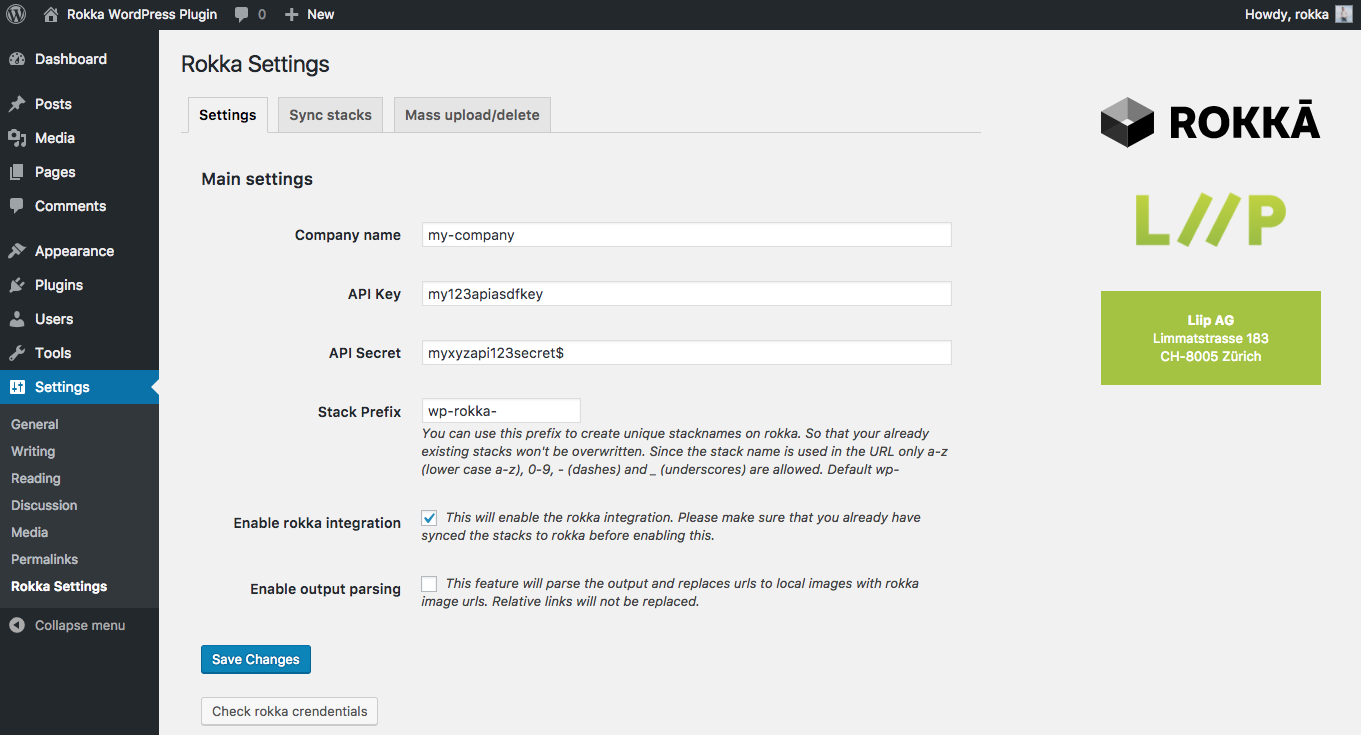 Rokka WordPress Plugin 0 New Howdy, rokka
Dashboard
Posts
Media
Pages
Comments
Appearance
Plugins
Users
Tools
Settings
General
Writing
Reading
Discussion
Media
Permalinks
Rokka Settings
Collapse menu
Rokka Settings
Settings Sync stacks Mass upload/delete
Main settings
Company name my-company
API Key my123apiasdfkey
API Secret myxyzapi123secret$
Stack Prefix wp-rokka-
You can use this prefix to create unique stacknames on rokka. So that your already
existing stacks won't be overwritten. Since the stack name is used in the URL only a-z
(lower case a-z), 0-9, - (dashes) and _ (underscores) are allowed. Default wp-
Enable rokka integration This will enable the rokka integration. Please make sure that you already have
synced the stacks to rokka before enabling this.
Enable output parsing This feature will parse the output and replaces urls to local images with rokka
image urls. Relative links will not be replaced.
Save Changes
Check rokka crendentials
ROKKĀ
LIIP
Liip AG
Limmatstrasse 183
CH-8005 Zürich